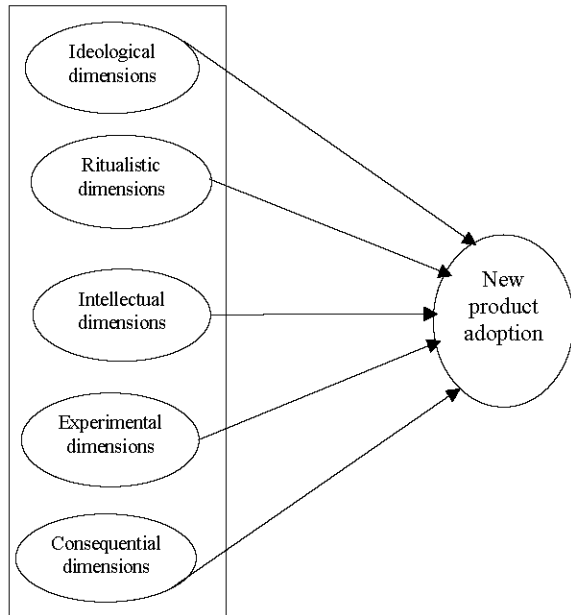 Ideological
dimensions
Ritualistic
dimensions
Intellectual
dimensions
Experimental
dimensions
Consequential
dimensions
New
product
adoption